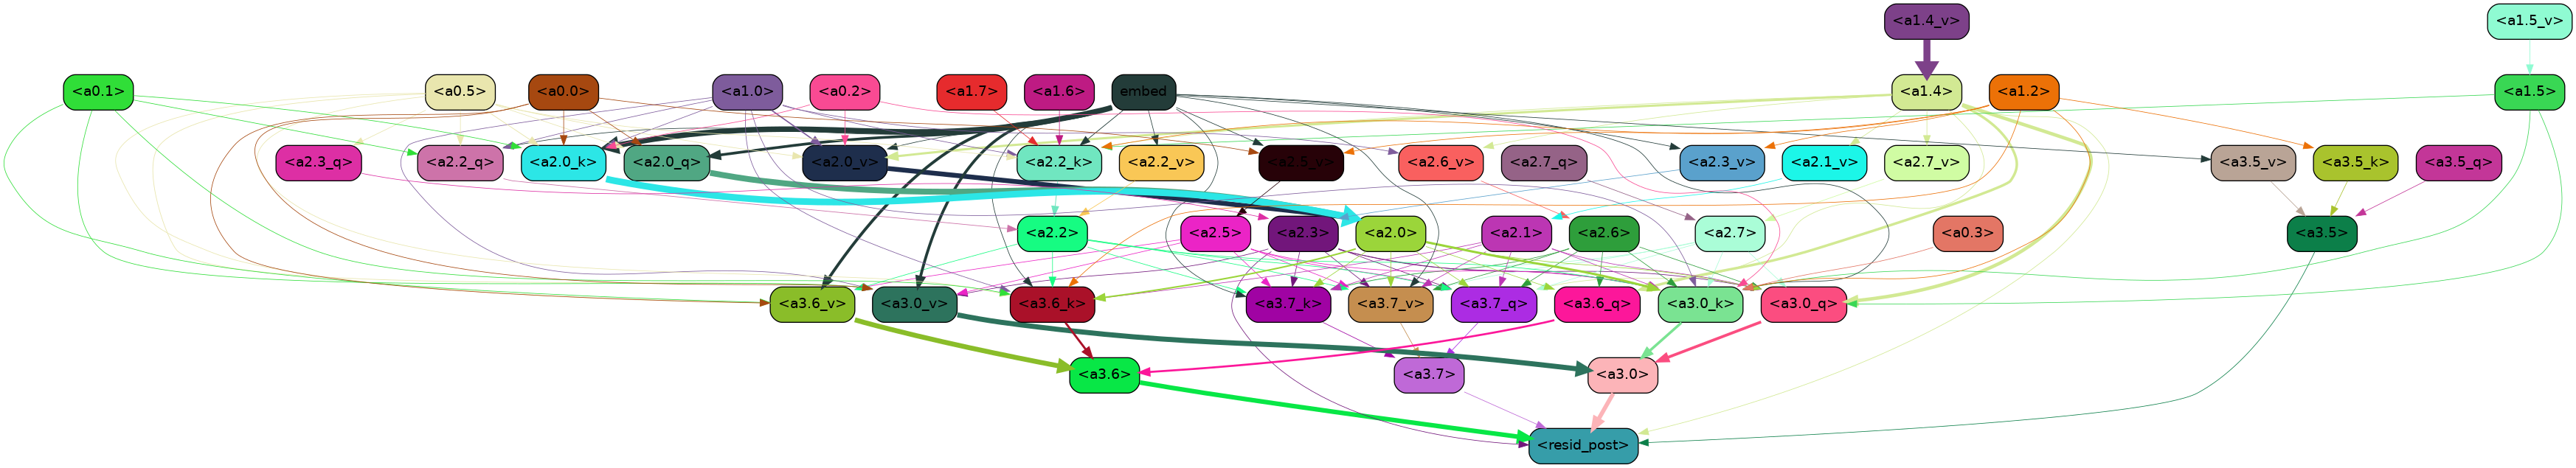 <a1.4_v> <a1.5_v>
<a0.1> <a0.5> <a0.0> <a1.0> <a0.2> <a1.7> <a1.6> embed <a1.4> <a1.2> <a1.5>
<a2.3_q> <a2.2_q> <a2.0_k> <a2.0_q> <a2.0_v> <a2.2_k> <a2.2_v> <a2.5_v> <a2.6_v> <a2.7_q> <a2.3_v> <a2.1_v> <a2.7_v> <a3.5_v> <a3.5_k> <a3.5_q>
<a2.2> <a2.5> <a2.3> <a2.0> <a2.1> <a2.6> <a2.7> <a0.3> <a3.5>
<a3.6_v> <a3.0_v> <a3.6_k> <a3.7_k> <a3.7_v> <a3.7_q> <a3.6_q> <a3.0_k> <a3.0_q>
<a3.6> <a3.7> <a3.0>
<resid_post>